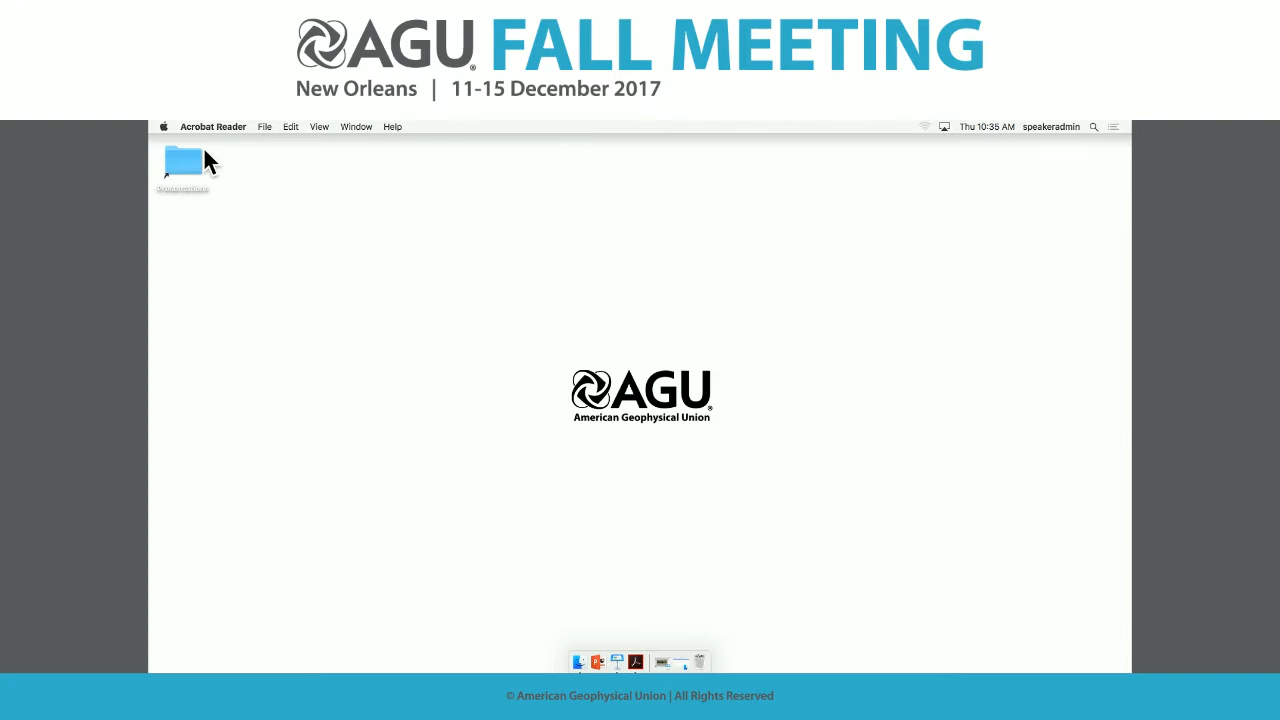 AGU® FALL MEETING
New Orleans | 11-15 December 2017
Acrobat Reader File Edit View Window Help Thu 10:35 AM speakeradmin
Presentations
AGU®
American Geophysical Union
© American Geophysical Union | All Rights Reserved